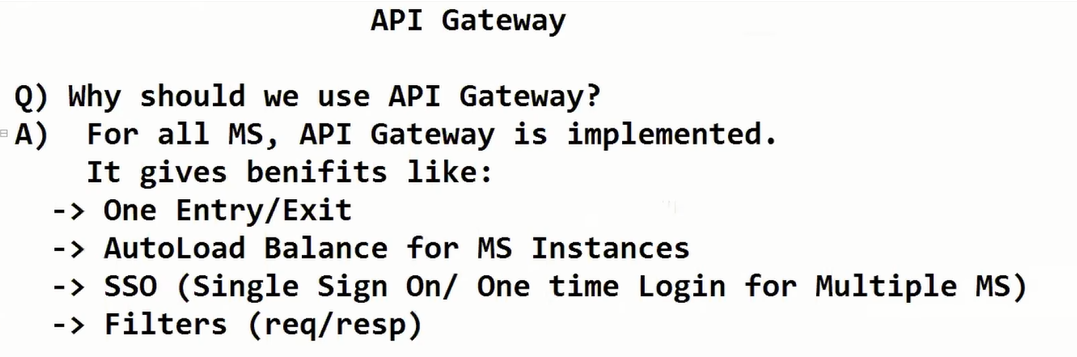 API Gateway
Q) Why should we use API Gateway?
A) For all MS, API Gateway is implemented.
It gives benifits like:
-> One Entry/Exit
-> AutoLoad Balance for MS Instances
-> SSO (Single Sign On/ One time Login for Multiple MS)
-> Filters (req/resp)